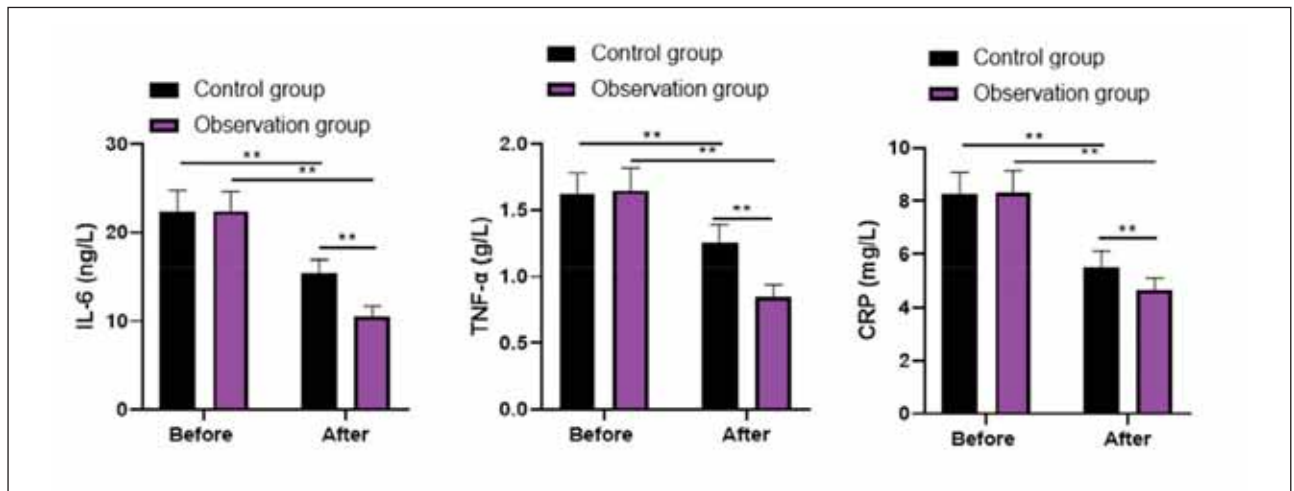 Control group
Observation group
30
20
10
0
IL-6 (ng/L)
**
**
**
Before After
Control group
Observation group
2.0
1.5
1.0
0.5
0.0
TNF-α (g/L)
**
**
**
Before After
Control group
Observation group
10
8
6
4
2
0
CRP (mg/L)
**
**
**
Before After